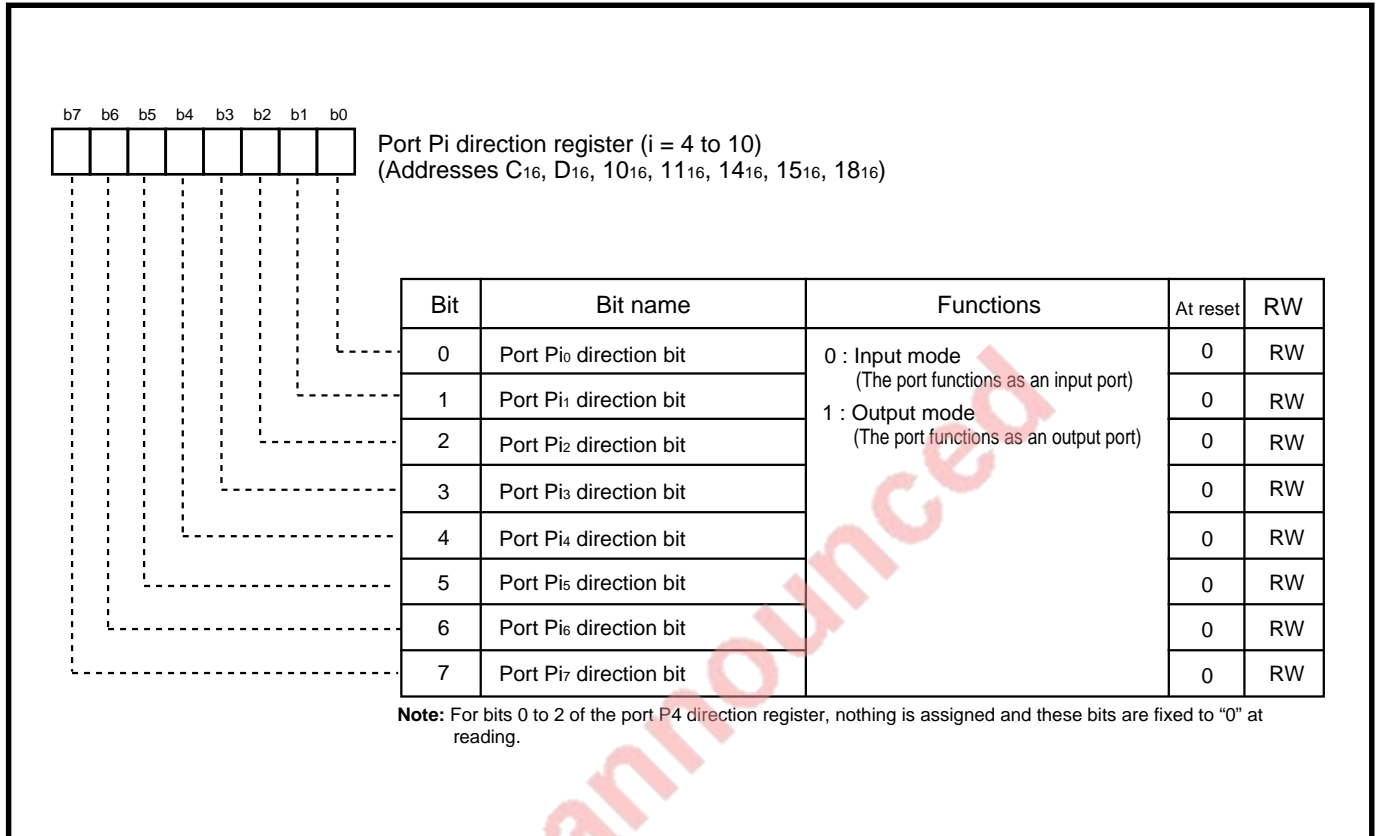 b7 b6 b5 b4 b3 b2 b1 b0
Port Pi direction register (i = 4 to 10)
(Addresses C16, D16, 1016, 1116, 1416, 1516, 1816)
Bit Bit name Functions At reset RW
0 Port Pi0 direction bit 0 : Input mode 0 RW
(The port functions as an input port)
1 Port Pi1 direction bit 1 : Output mode 0 RW
(The port functions as an output port)
2 Port Pi2 direction bit 0 RW
3 Port Pi3 direction bit 0 RW
4 Port Pi4 direction bit 0 RW
5 Port Pi5 direction bit 0 RW
6 Port Pi6 direction bit 0 RW
7 Port Pi7 direction bit 0 RW
Note: For bits 0 to 2 of the port P4 direction register, nothing is assigned and these bits are fixed to “0” at
reading.
announced